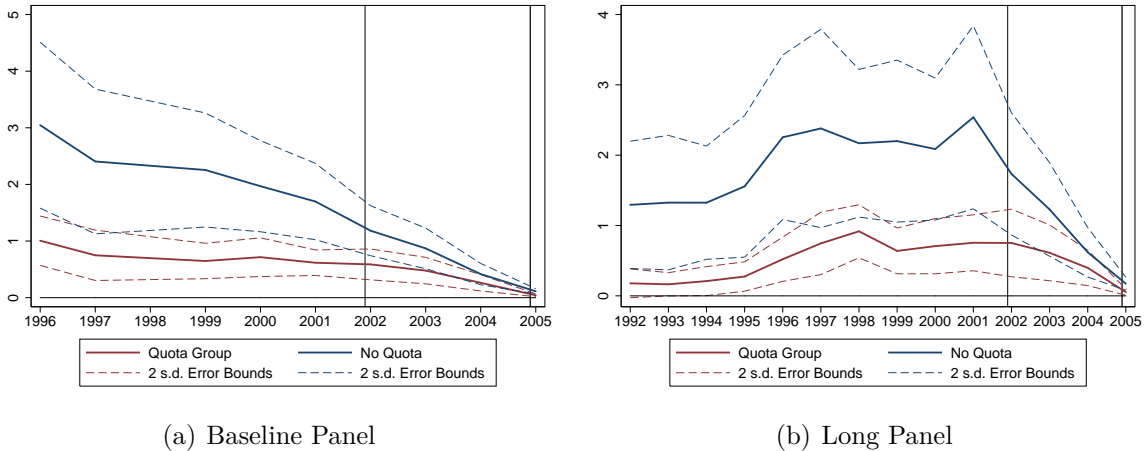 5
4
3
2
1
0
1996 1997 1998 1999 2000 2001 2002 2003 2004 2005
Quota Group No Quota
2 s.d. Error Bounds 2 s.d. Error Bounds
(a) Baseline Panel
4
3
2
1
0
1992 1993 1994 1995 1996 1997 1998 1999 2000 2001 2002 2003 2004 2005
Quota Group No Quota
2 s.d. Error Bounds 2 s.d. Error Bounds
(b) Long Panel